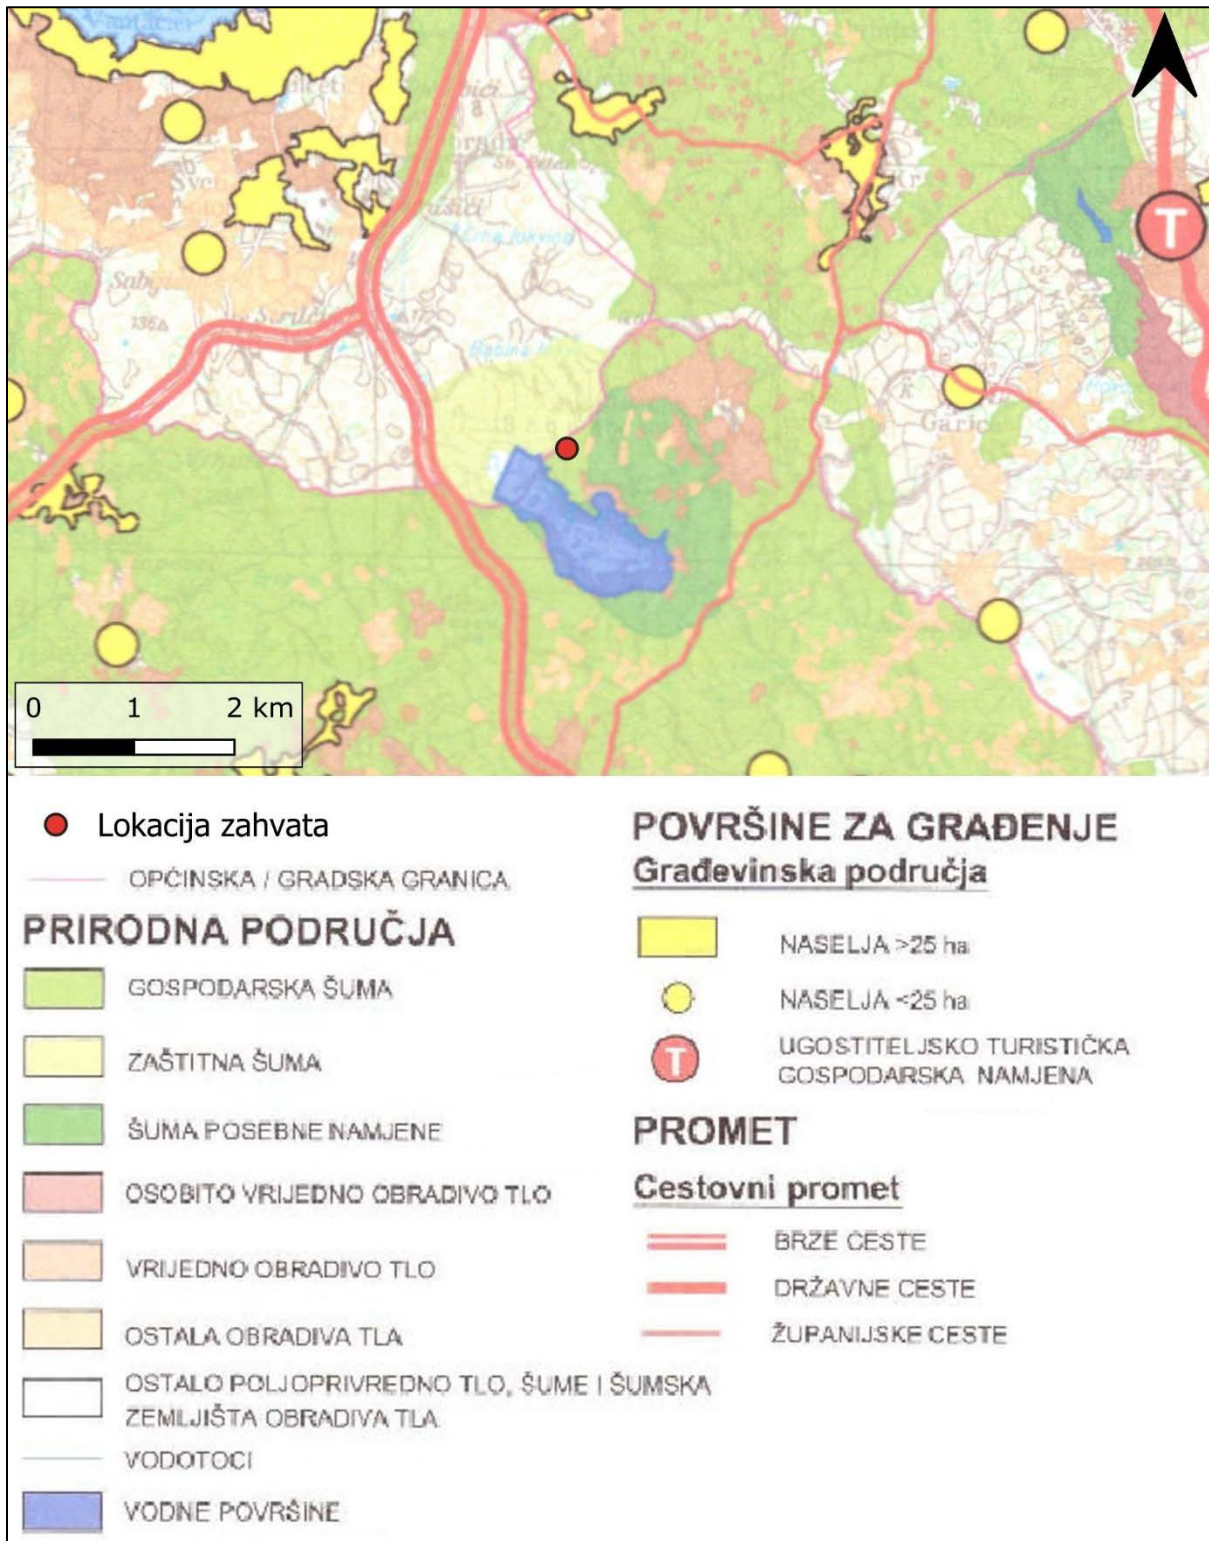 T
Garice
136
0 1 2 km
Lokacija zahvata
OPĆINSKA / GRADSKA GRANICA
PRIRODNA PODRUČJA
GOSPODARSKA ŠUMA
ZAŠTITNA ŠUMA
ŠUMA POSEBNE NAMJENE
OSOBITO VRIJEDNO OBRADIVO TLO
VRIJEDNO OBRADIVO TLO
OSTALA OBRADIVA TLA
OSTALO POLJOPRIVREDNO TLO, ŠUME I ŠUMSKA
ZEMLJIŠTA OBRADIVA TLA
VODOTOCI
VODNE POVRŠINE
POVRŠINE ZA GRAĐENJE
Građevinska područja
NASELJA >25 ha
NASELJA <25 ha
T
UGOSTITELJSKO TURISTIČKA
GOSPODARSKA NAMJENA
PROMET
Cestovni promet
BRZE CESTE
DRŽAVNE CESTE
ŽUPANIJSKE CESTE